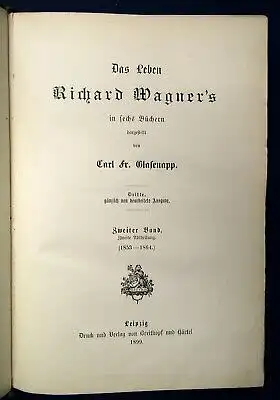 Das Leben
Richard Wagner's
in sechs Büchern
dargestellt
von
Carl Fr. Glasenapp.
Dritte,
gänzlich neu bearbeitete Ausgabe.
Zweiter Band,
Zweite Abtheilung.
(1853—1864.)
Leipzig
Druck und Verlag von Breitkopf und Härtel
1899.